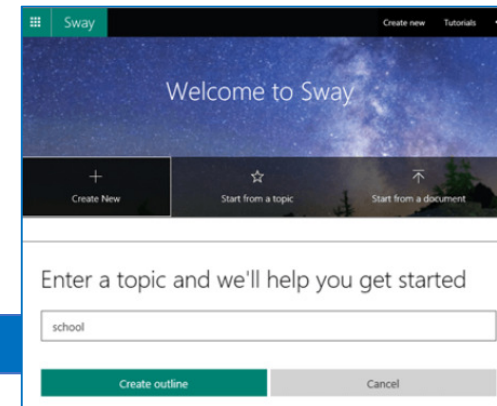 Sway Create new Tutorials
Welcome to Sway
Create New Start from a topic Start from a document
Enter a topic and we'll help you get started
school
Create outline Cancel